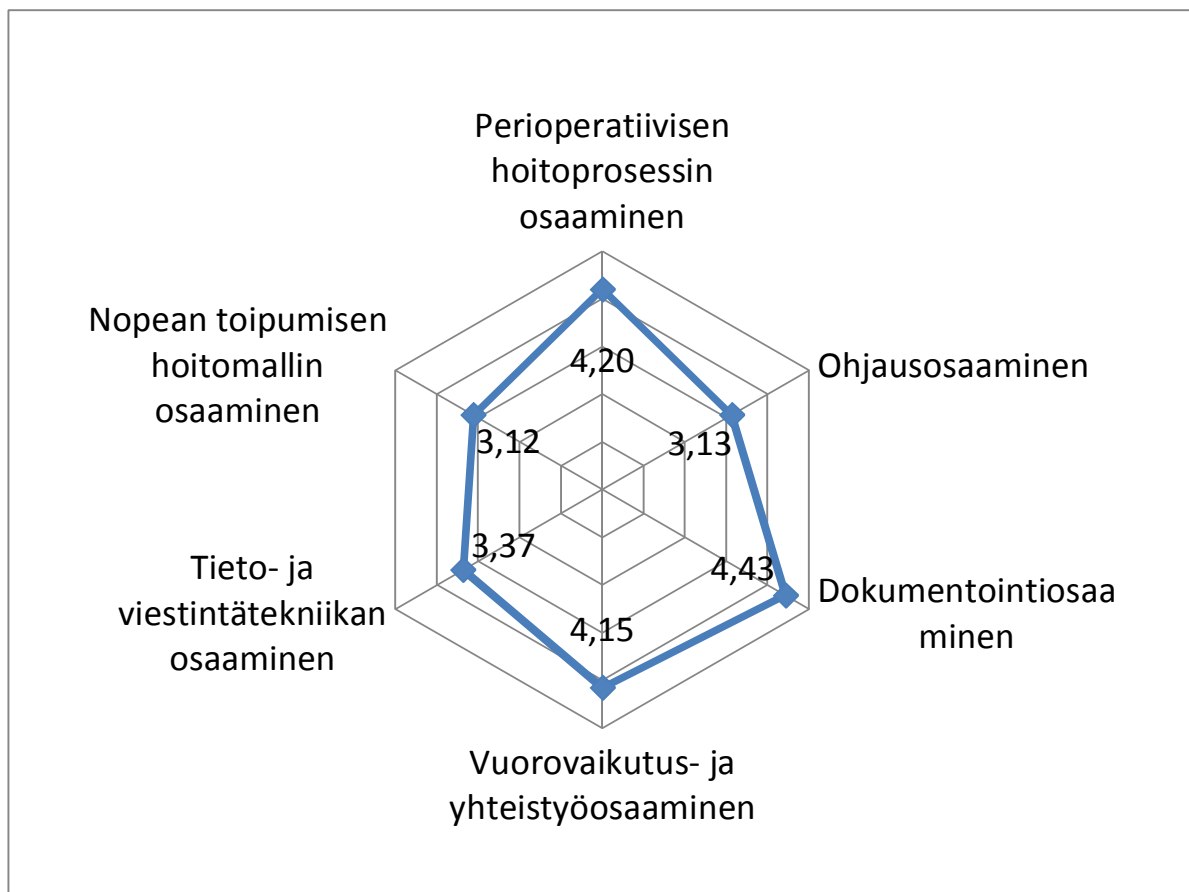 Perioperatiivisen
hoitoprosessin
osaaminen
4,20
Ohjausosaaminen
3,13
Dokumentointiosaa
minen
4,43
Vuorovaikutus- ja
yhteistyöosaaminen
4,15
Tieto- ja
viestintätekniikan
osaaminen
3,37
Nopean toipumisen
hoitomallin
osaaminen
3,12